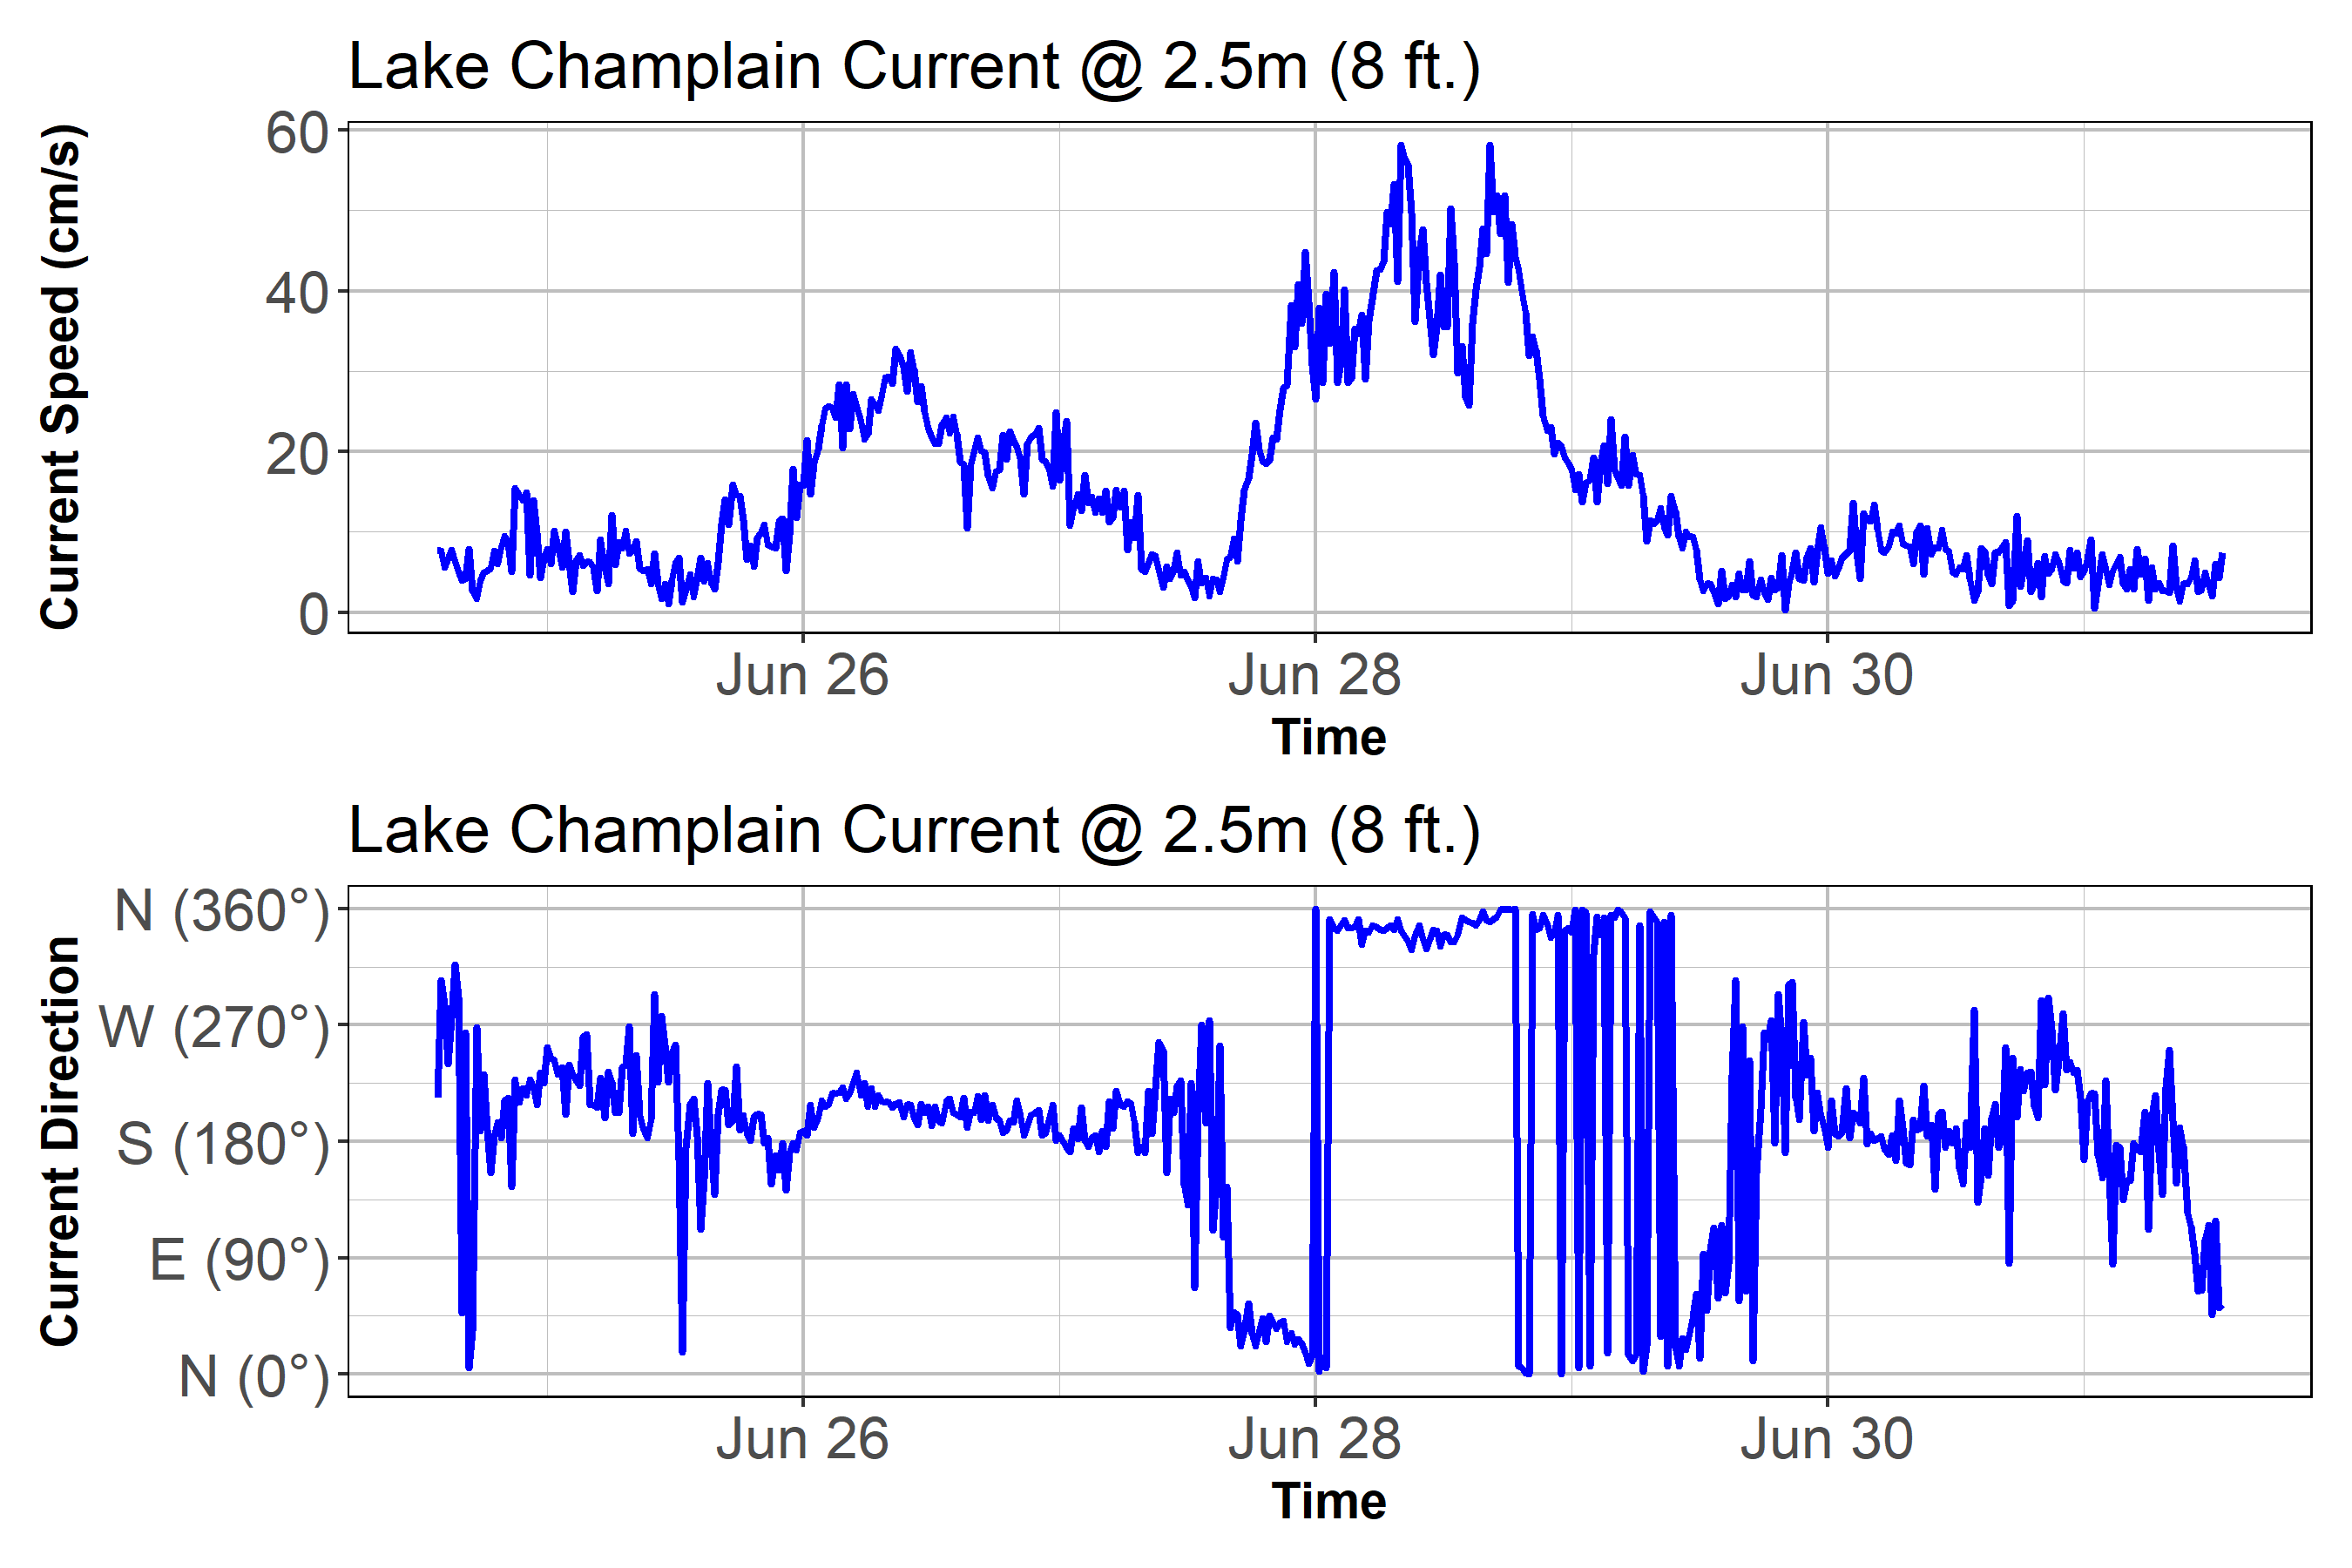 Lake Champlain Current @ 2.5m (8 ft.)
Current Speed (cm/s)
60
40
20
0
Jun 26 Jun 28 Jun 30
Time
Lake Champlain Current @ 2.5m (8 ft.)
Current Direction
N (360°)
W (270°)
S (180°)
E (90°)
N (0°)
Jun 26 Jun 28 Jun 30
Time